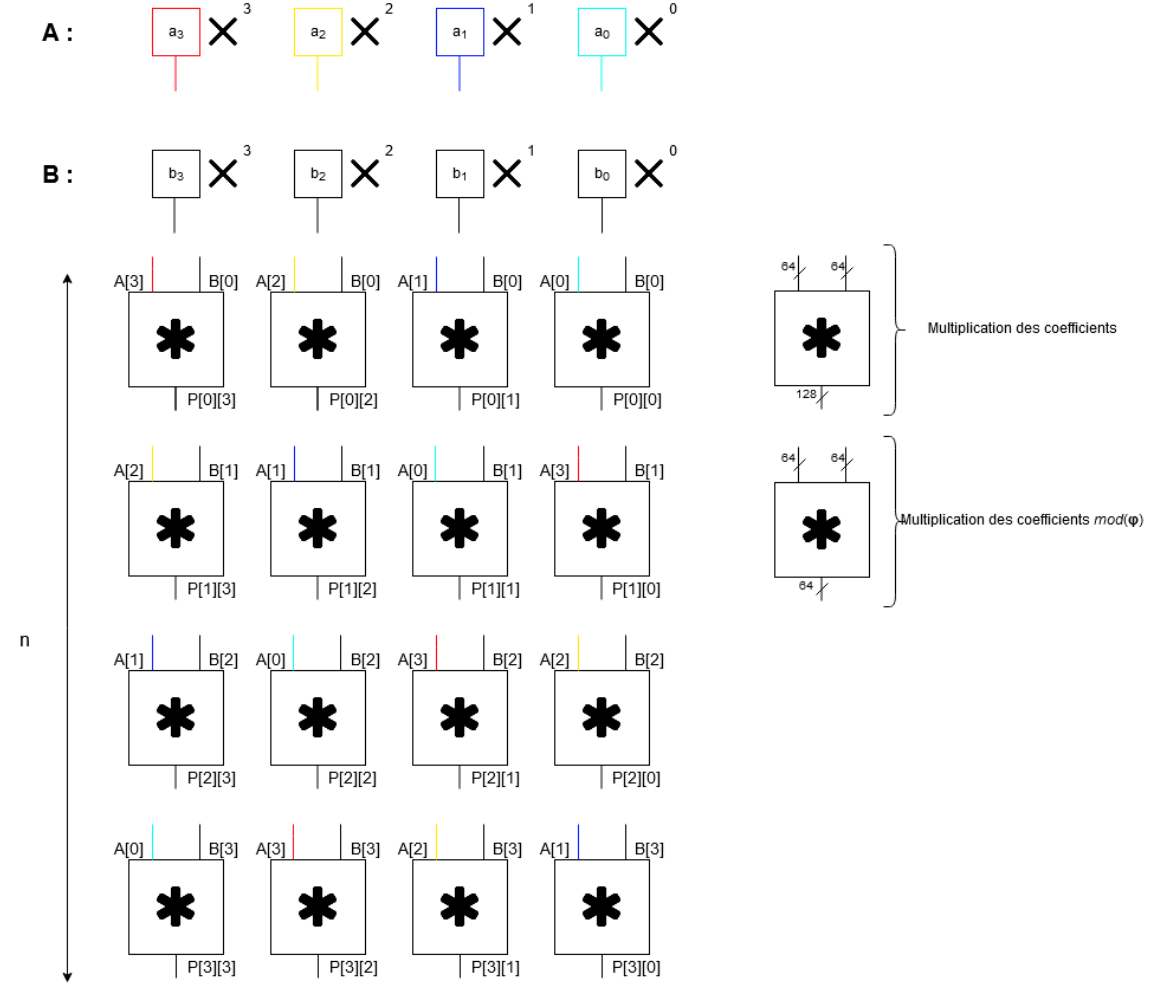 A : a₃ X 3 a₂ X 2 a₁ X 1 a₀ X 0
B : b₃ X 3 b₂ X 2 b₁ X 1 b₀ X 0
A[3] B[0] A[2] B[0] A[1] B[0] A[0] B[0]
* * * *
P[0][3] P[0][2] P[0][1] P[0][0]
64 64
*
128
Multiplication des coefficients
A[2] B[1] A[1] B[1] A[0] B[1] A[3] B[1]
* * * *
P[1][3] P[1][2] P[1][1] P[1][0]
64 64
*
64
Multiplication des coefficients mod(φ)
n
A[1] B[2] A[0] B[2] A[3] B[2] A[2] B[2]
* * * *
P[2][3] P[2][2] P[2][1] P[2][0]
A[0] B[3] A[3] B[3] A[2] B[3] A[1] B[3]
* * * *
P[3][3] P[3][2] P[3][1] P[3][0]